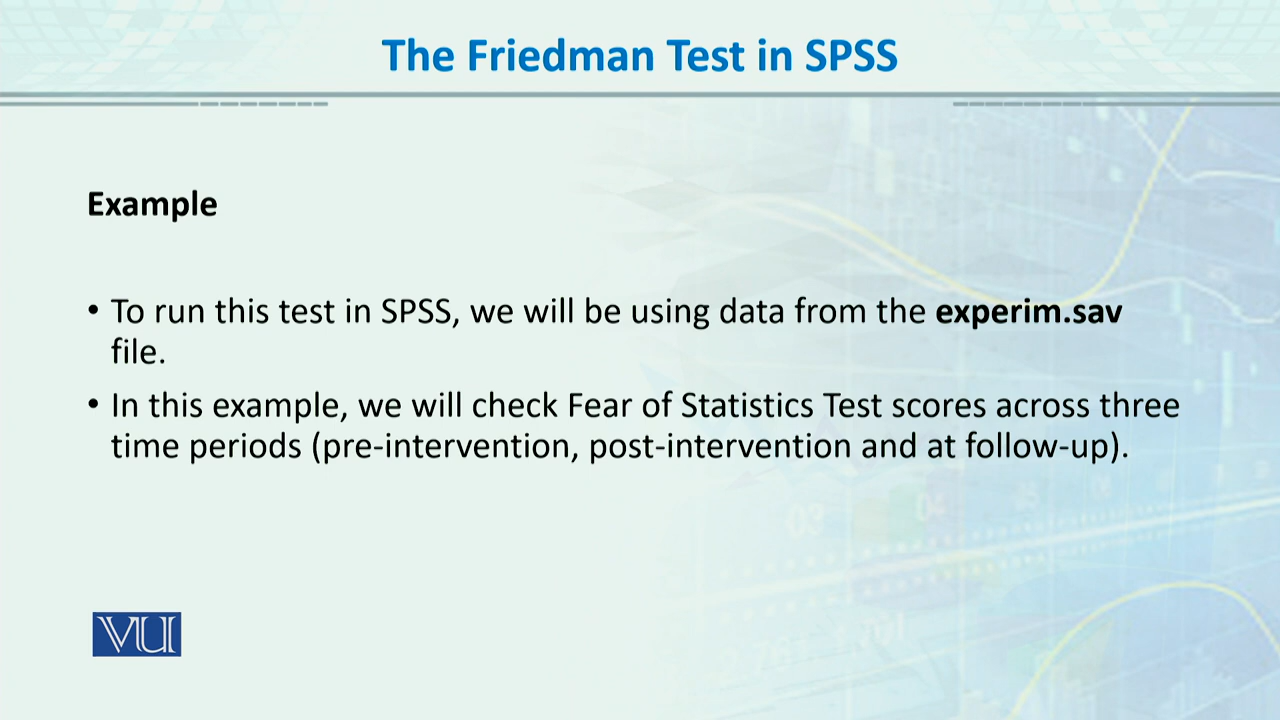 The Friedman Test in SPSS
Example
• To run this test in SPSS, we will be using data from the experim.sav
file.
• In this example, we will check Fear of Statistics Test scores across three
time periods (pre-intervention, post-intervention and at follow-up).
VU